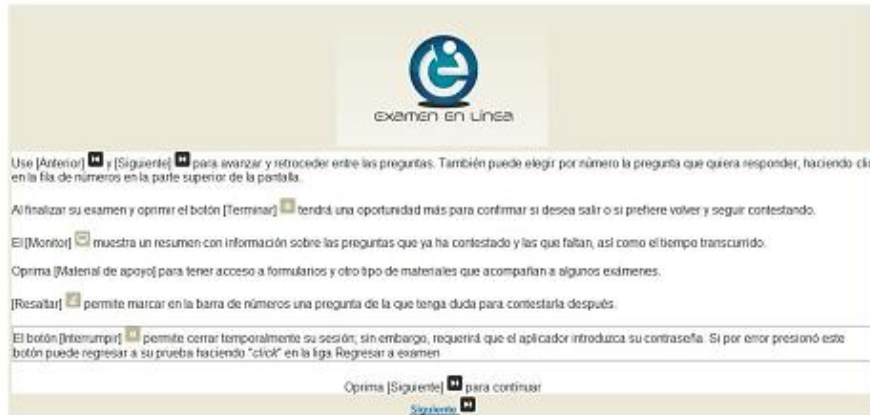 examen en línea
Use [Anterior] y [Siguiente] para avanzar y retroceder entre las preguntas. También puede elegir por número la pregunta que quiera responder, haciendo clic
en la fila de números en la parte superior de la pantalla.
Al finalizar su examen y oprimir el botón [Terminar] tendrá una oportunidad más para confirmar si desea salir o si prefiere volver y seguir contestando.
El [Monitor] muestra un resumen con información sobre las preguntas que ya ha contestado y las que faltan, así como el tiempo transcurrido.
Oprima [Material de apoyo] para tener acceso a formularios y otro tipo de materiales que acompañan a algunos exámenes.
[Resaltar] permite marcar en la barra de números una pregunta de la que tenga duda para contestarla después.
El botón [Interrumpir] permite cerrar temporalmente su sesión; sin embargo, requerirá que el aplicador introduzca su contraseña. Si por error presionó este
botón puede regresar a su prueba haciendo "click" en la liga Regresar a examen
Oprima [Siguiente] para continuar
Siguiente